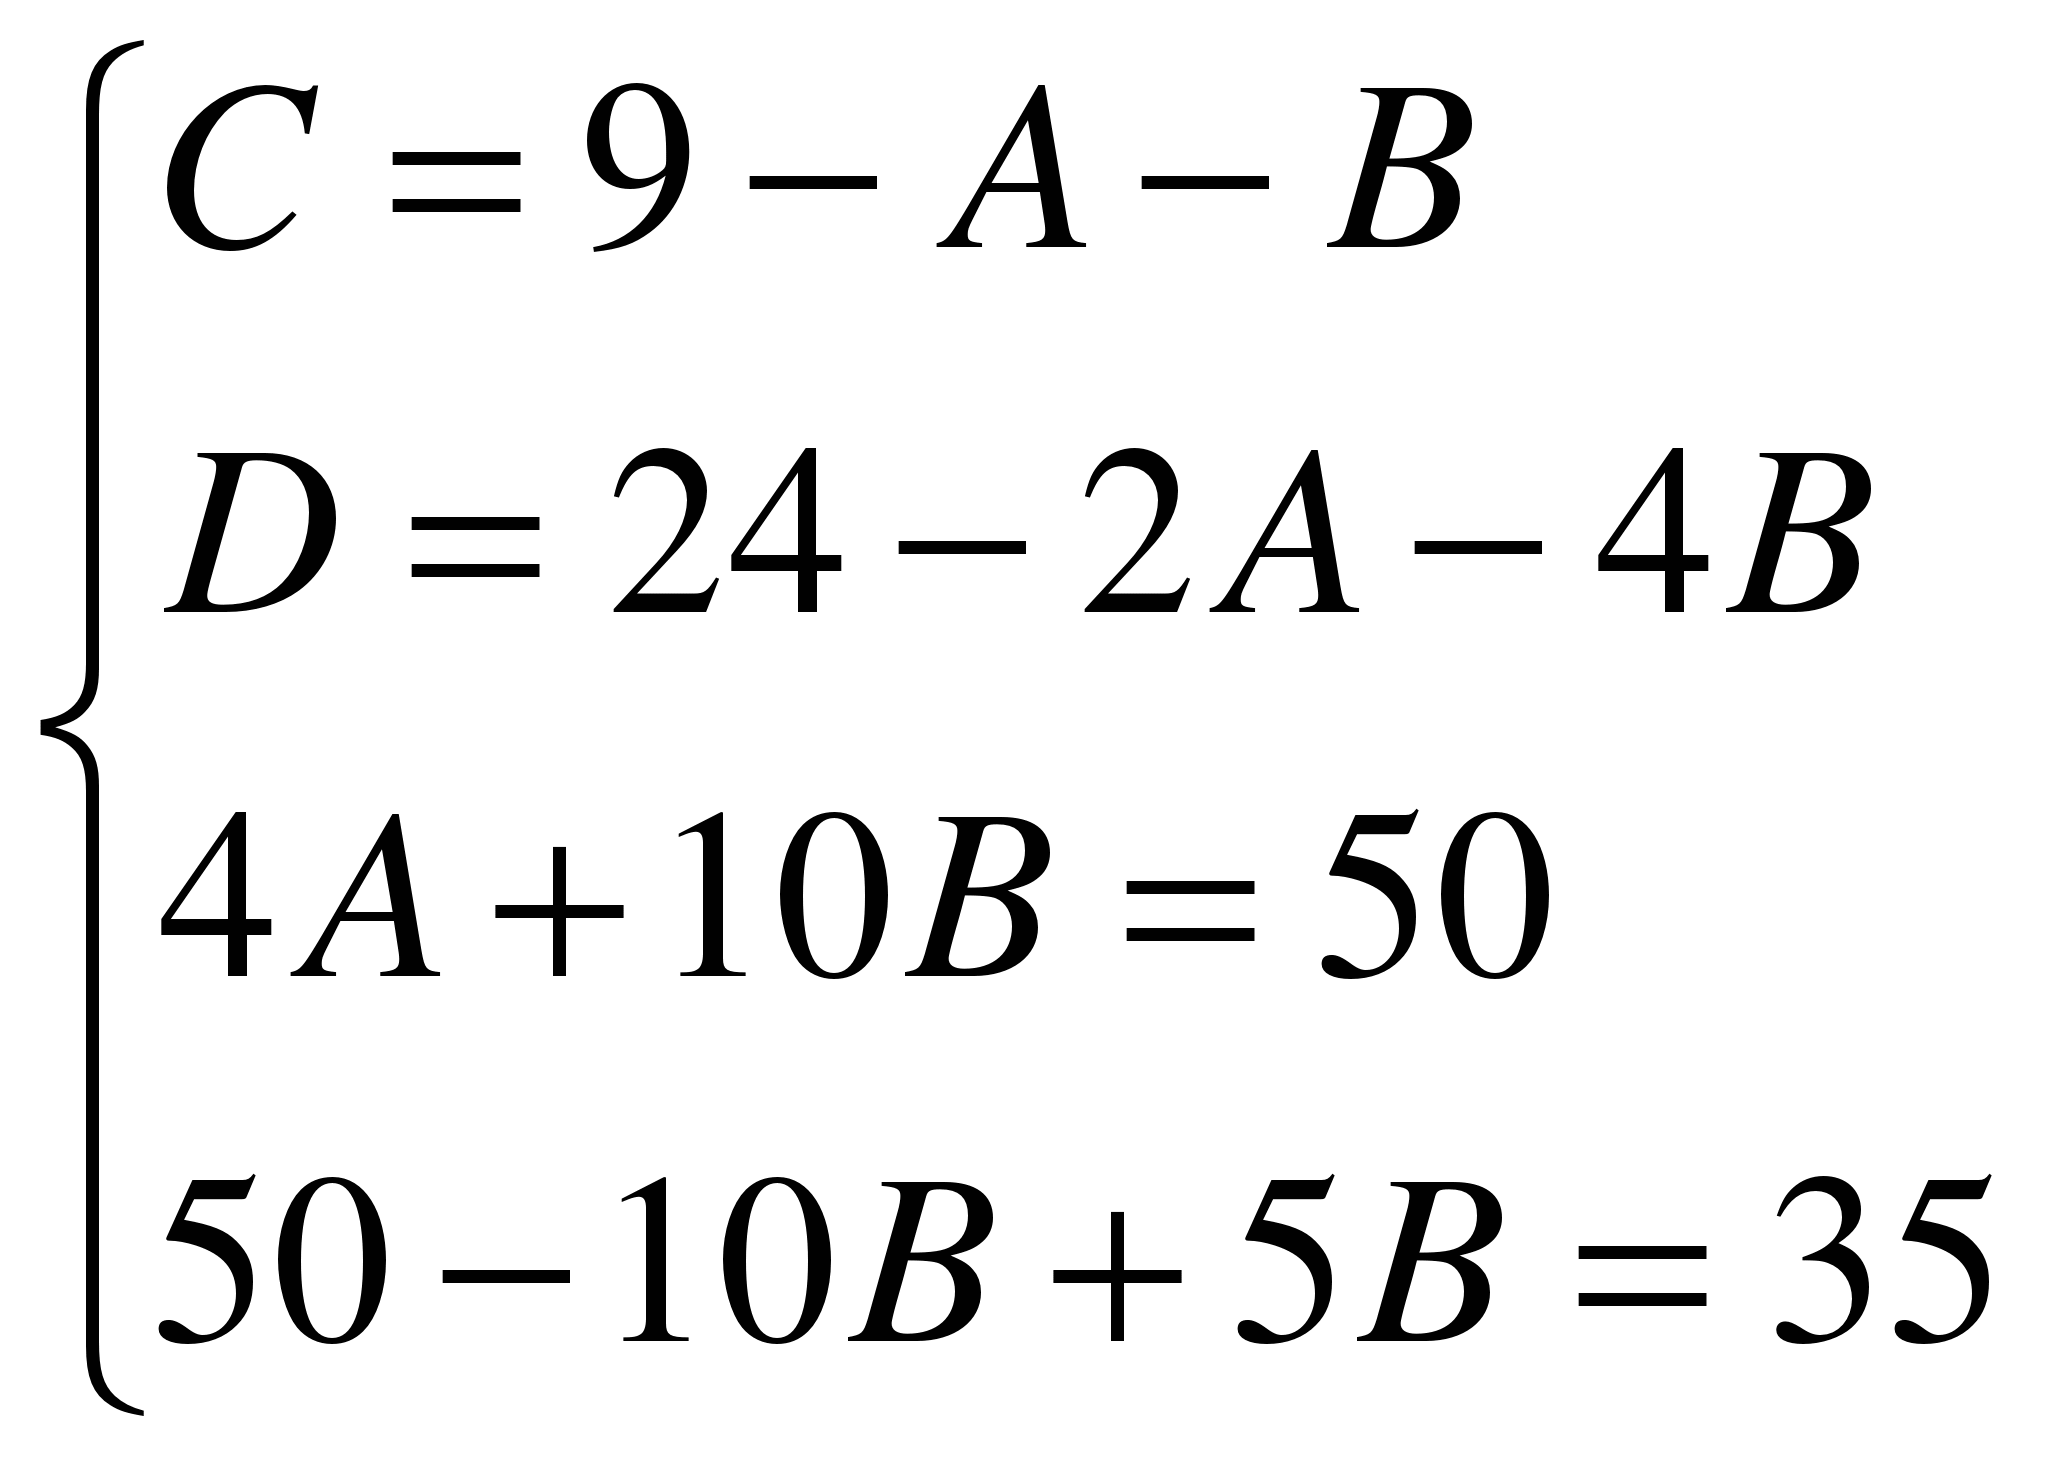 C = 9 − A − B
D = 24 − 2A − 4B
4A + 10B = 50
50 − 10B + 5B = 35